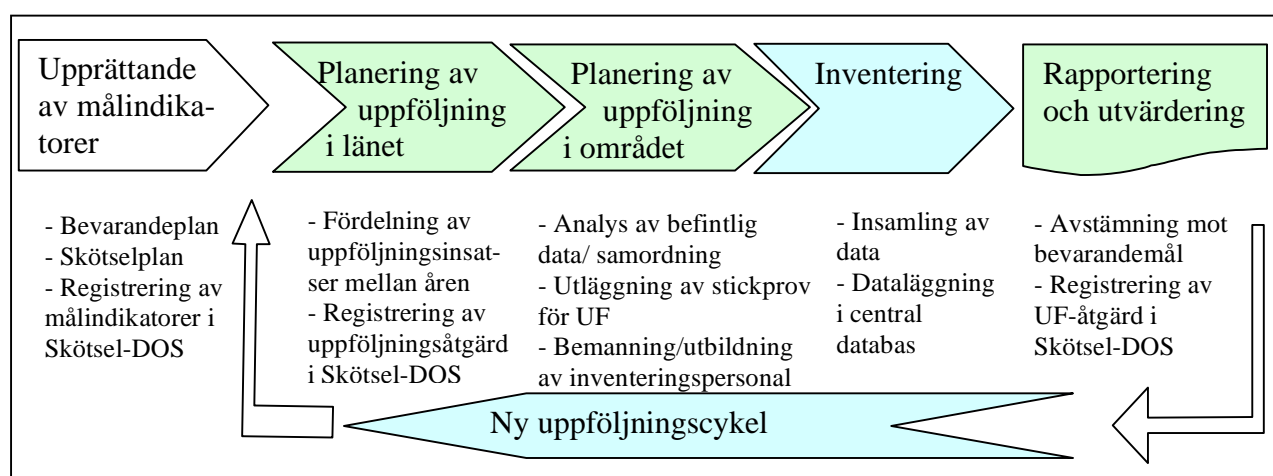 Upprättande
av målindika-
torer
Planering av
uppföljning
i länet
Planering av
uppföljning
i området
Inventering
Rapportering
och utvärdering
- Bevarandeplan
- Skötselplan
- Registrering av
målindikatorer i
Skötsel-DOS
- Fördelning av
uppföljningsinsat-
ser mellan åren
- Registrering av
uppföljningsåtgärd
i Skötsel-DOS
- Analys av befintlig
data/ samordning
- Utläggning av stickprov
för UF
- Bemanning/utbildning
av inventeringspersonal
- Insamling av
data
- Dataläggning
i central
databas
- Avstämning mot
bevarandemål
- Registrering av
UF-åtgärd i
Skötsel-DOS
Ny uppföljningscykel